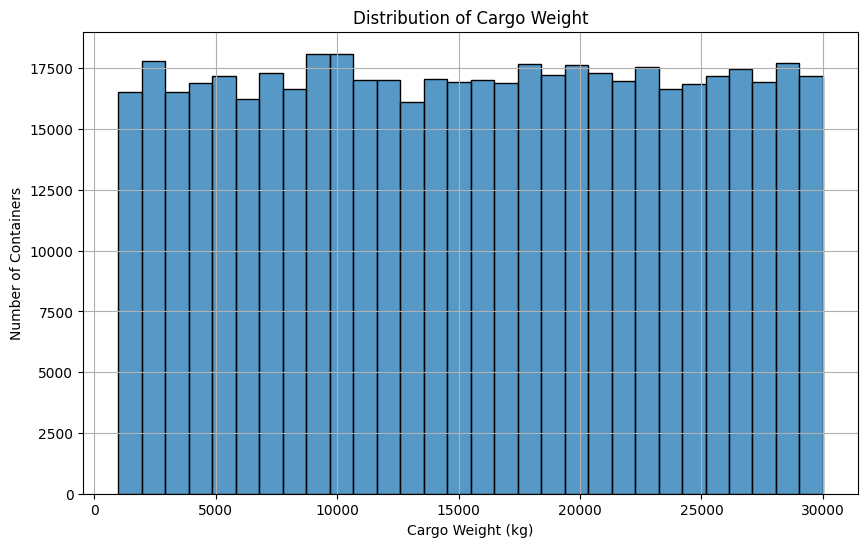 Distribution of Cargo Weight
Number of Containers
17500
15000
12500
10000
7500
5000
2500
0
0 5000 10000 15000 20000 25000 30000
Cargo Weight (kg)